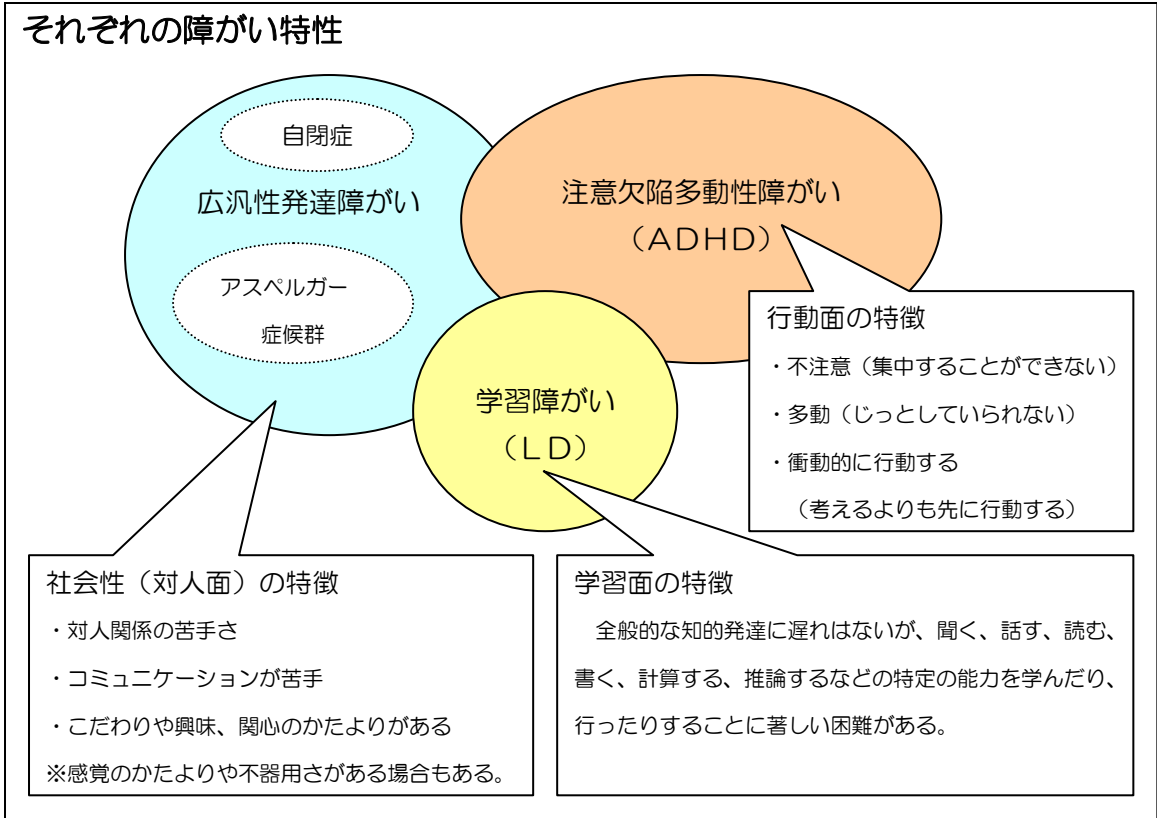 それぞれの障がい特性
自閉症
広汎性発達障がい
アスペルガー
症候群
注意欠陥多動性障がい
（ＡＤＨＤ）
学習障がい
（ＬＤ）
行動面の特徴
・不注意（集中することができない）
・多動（じっとしていられない）
・衝動的に行動する
（考えるよりも先に行動する）
社会性（対人面）の特徴
・対人関係の苦手さ
・コミュニケーションが苦手
・こだわりや興味、関心のかたよりがある
※感覚のかたよりや不器用さがある場合もある。
学習面の特徴
　全般的な知的発達に遅れはないが、聞く、話す、読む、
書く、計算する、推論するなどの特定の能力を学んだり、
行ったりすることに著しい困難がある。